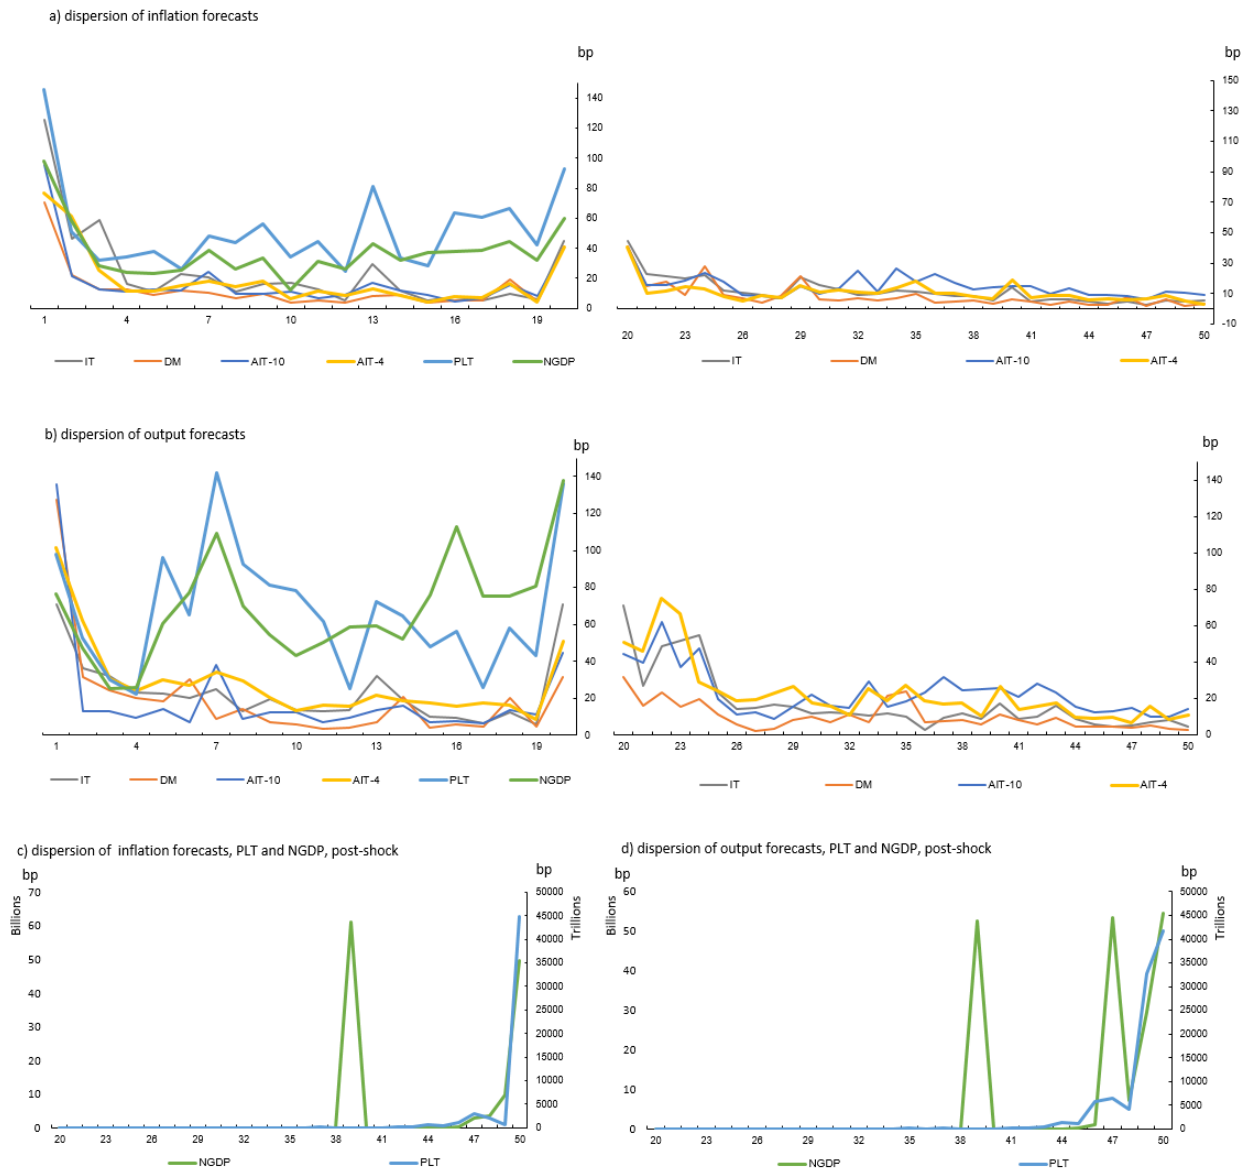 a) dispersion of inflation forecasts
bp
bp
140
120
100
80
60
40
20
0
150
130
110
90
70
50
30
10
-10
1 4 7 10 13 16 19
20 23 26 29 32 35 38 41 44 47 50
IT DM AIT-10 AIT-4 PLT NGDP
IT DM AIT-10 AIT-4
b) dispersion of output forecasts
bp
bp
140
120
100
80
60
40
20
0
140
120
100
80
60
40
20
0
1 4 7 10 13 16 19
20 23 26 29 32 35 38 41 44 47 50
IT DM AIT-10 AIT-4 PLT NGDP
IT DM AIT-10 AIT-4
c) dispersion of inflation forecasts, PLT and NGDP, post-shock
bp
bp
Billions
70
60
50
40
30
20
10
0
50000
45000
40000
35000
30000
25000
20000
15000
10000
5000
0
Trillions
20 23 26 29 32 35 38 41 44 47 50
NGDP PLT
d) dispersion of output forecasts, PLT and NGDP, post-shock
bp
bp
Billions
60
50
40
30
20
10
0
50000
45000
40000
35000
30000
25000
20000
15000
10000
5000
0
Trillions
20 23 26 29 32 35 38 41 44 47 50
NGDP PLT